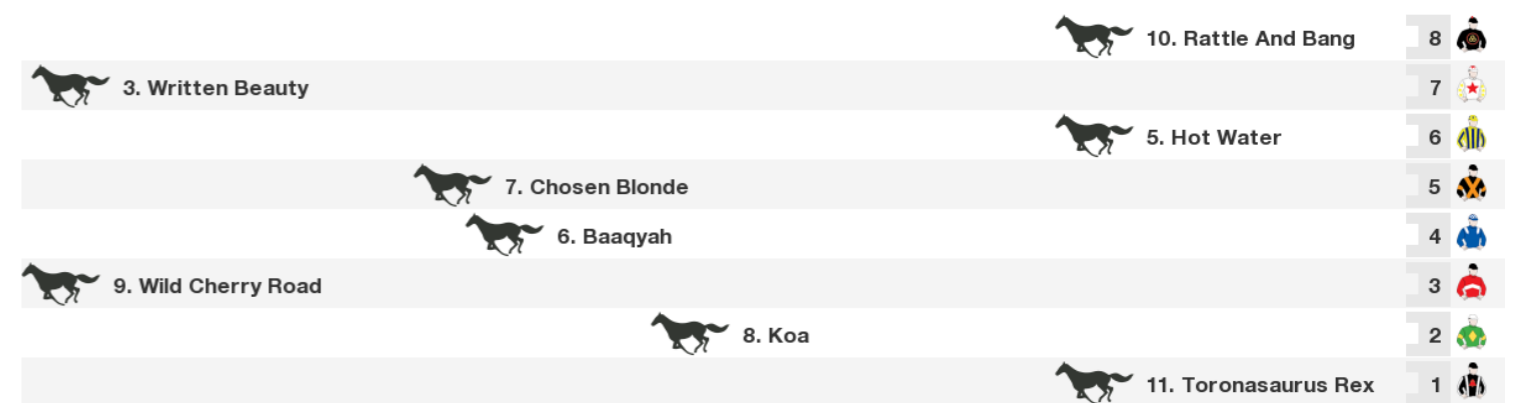 10. Rattle And Bang 8
3. Written Beauty 7
5. Hot Water 6
7. Chosen Blonde 5
6. Baaqyah 4
9. Wild Cherry Road 3
8. Koa 2
11. Toronasaurus Rex 1